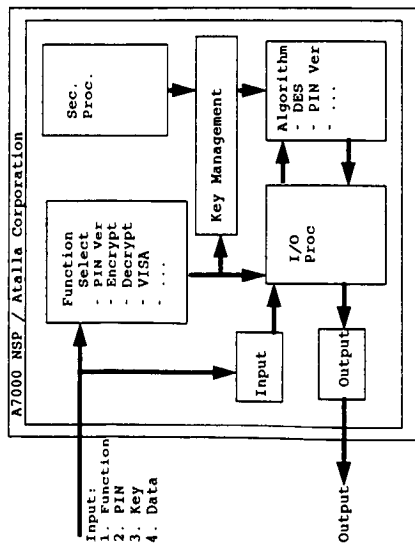 A7000 NSP / Atalla Corporation
Input:
1. Function
2. PIN
3. Key
4. Data
Function
Select
- PIN Ver
- Encrypt
- Decrypt
- VISA
- ...
Sec.
Proc.
Key Management
Input
I/O
Proc
Algorithm
- DES
- PIN Ver
- ...
Output
Output